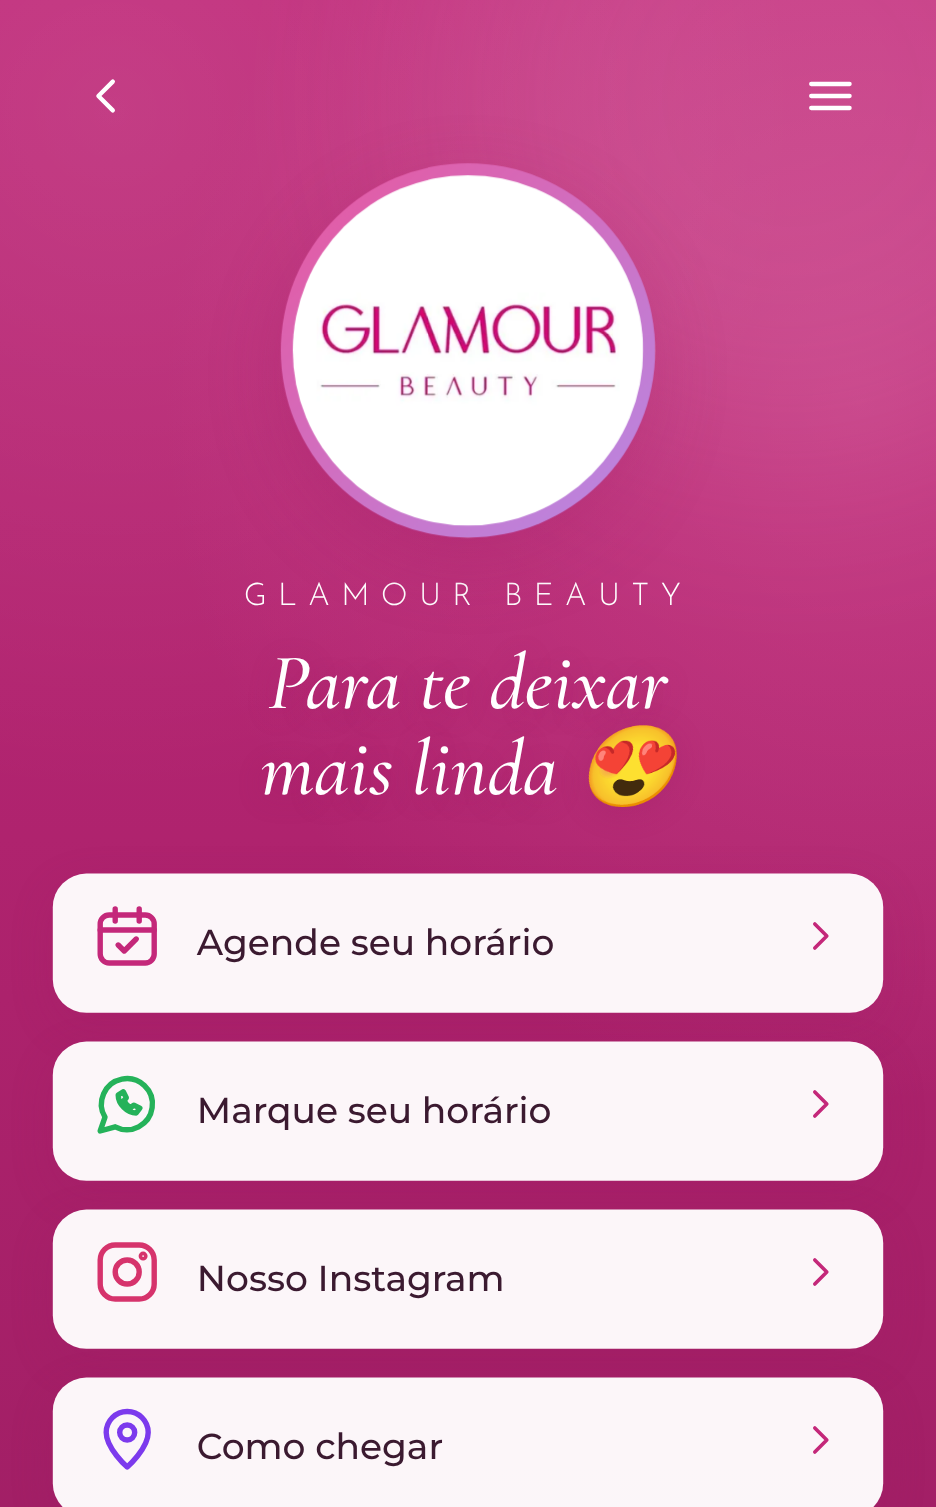 GLAMOUR
BEAUTY
GLAMOUR BEAUTY
Para te deixar
mais linda 😍
Agende seu horário
Marque seu horário
Nosso Instagram
Como chegar